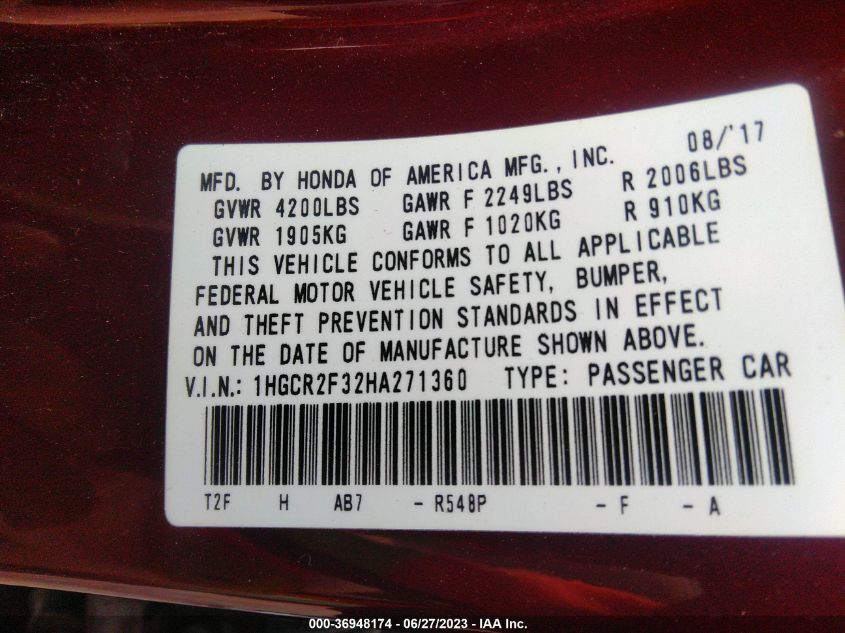 08/'17
MFD. BY HONDA OF AMERICA MFG., INC.
GVWR 4200LBS GAWR F 2249LBS R 2006LBS
GVWR 1905KG GAWR F 1020KG R 910KG
THIS VEHICLE CONFORMS TO ALL APPLICABLE
FEDERAL MOTOR VEHICLE SAFETY, BUMPER,
AND THEFT PREVENTION STANDARDS IN EFFECT
ON THE DATE OF MANUFACTURE SHOWN ABOVE.
V.I.N.: 1HGCR2F32HA271360 TYPE: PASSENGER CAR
T2F H AB7 - R548P - F - A
000-36948174 / 06/27/2023 - IAA Inc.